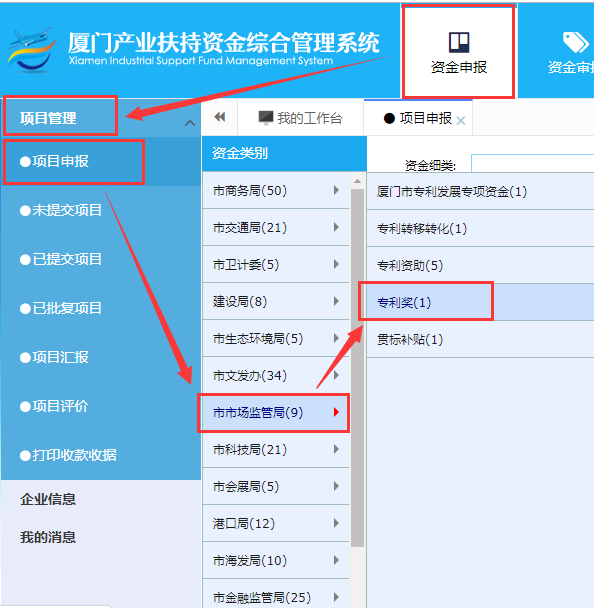 厦门产业扶持资金综合管理系统
Xiamen Industrial Support Fund Management System
资金申报
资金审
项目管理
项目申报
未提交项目
已提交项目
已批复项目
项目汇报
项目评价
打印收款收据
企业信息
我的消息
我的工作台
项目申报
资金类别
市商务局(50)
市交通局(21)
市卫计委(5)
建设局(8)
市生态环境局(5)
市文发办(34)
市市场监管局(9)
市科技局(21)
市会展局(5)
港口局(12)
市海发局(10)
市金融监管局(25)
资金细类:
厦门市专利发展专项资金(1)
专利转移转化(1)
专利资助(5)
专利奖(1)
贯标补贴(1)